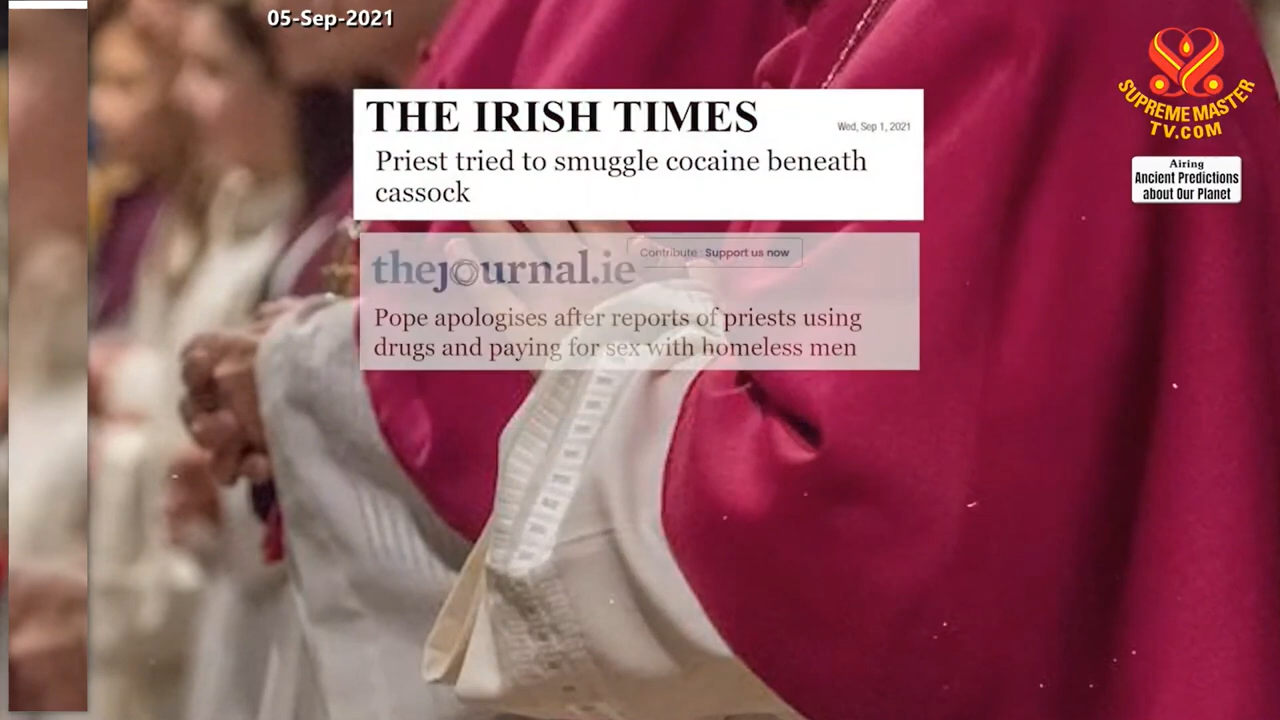 05-Sep-2021
THE IRISH TIMES
Wed, Sep 1, 2021
Priest tried to smuggle cocaine beneath
cassock
Contribute : Support us now
thejournal.ie
Pope apologises after reports of priests using
drugs and paying for sex with homeless men
SUPREME MASTER
TV.COM
Airing
Ancient Predictions
about Our Planet